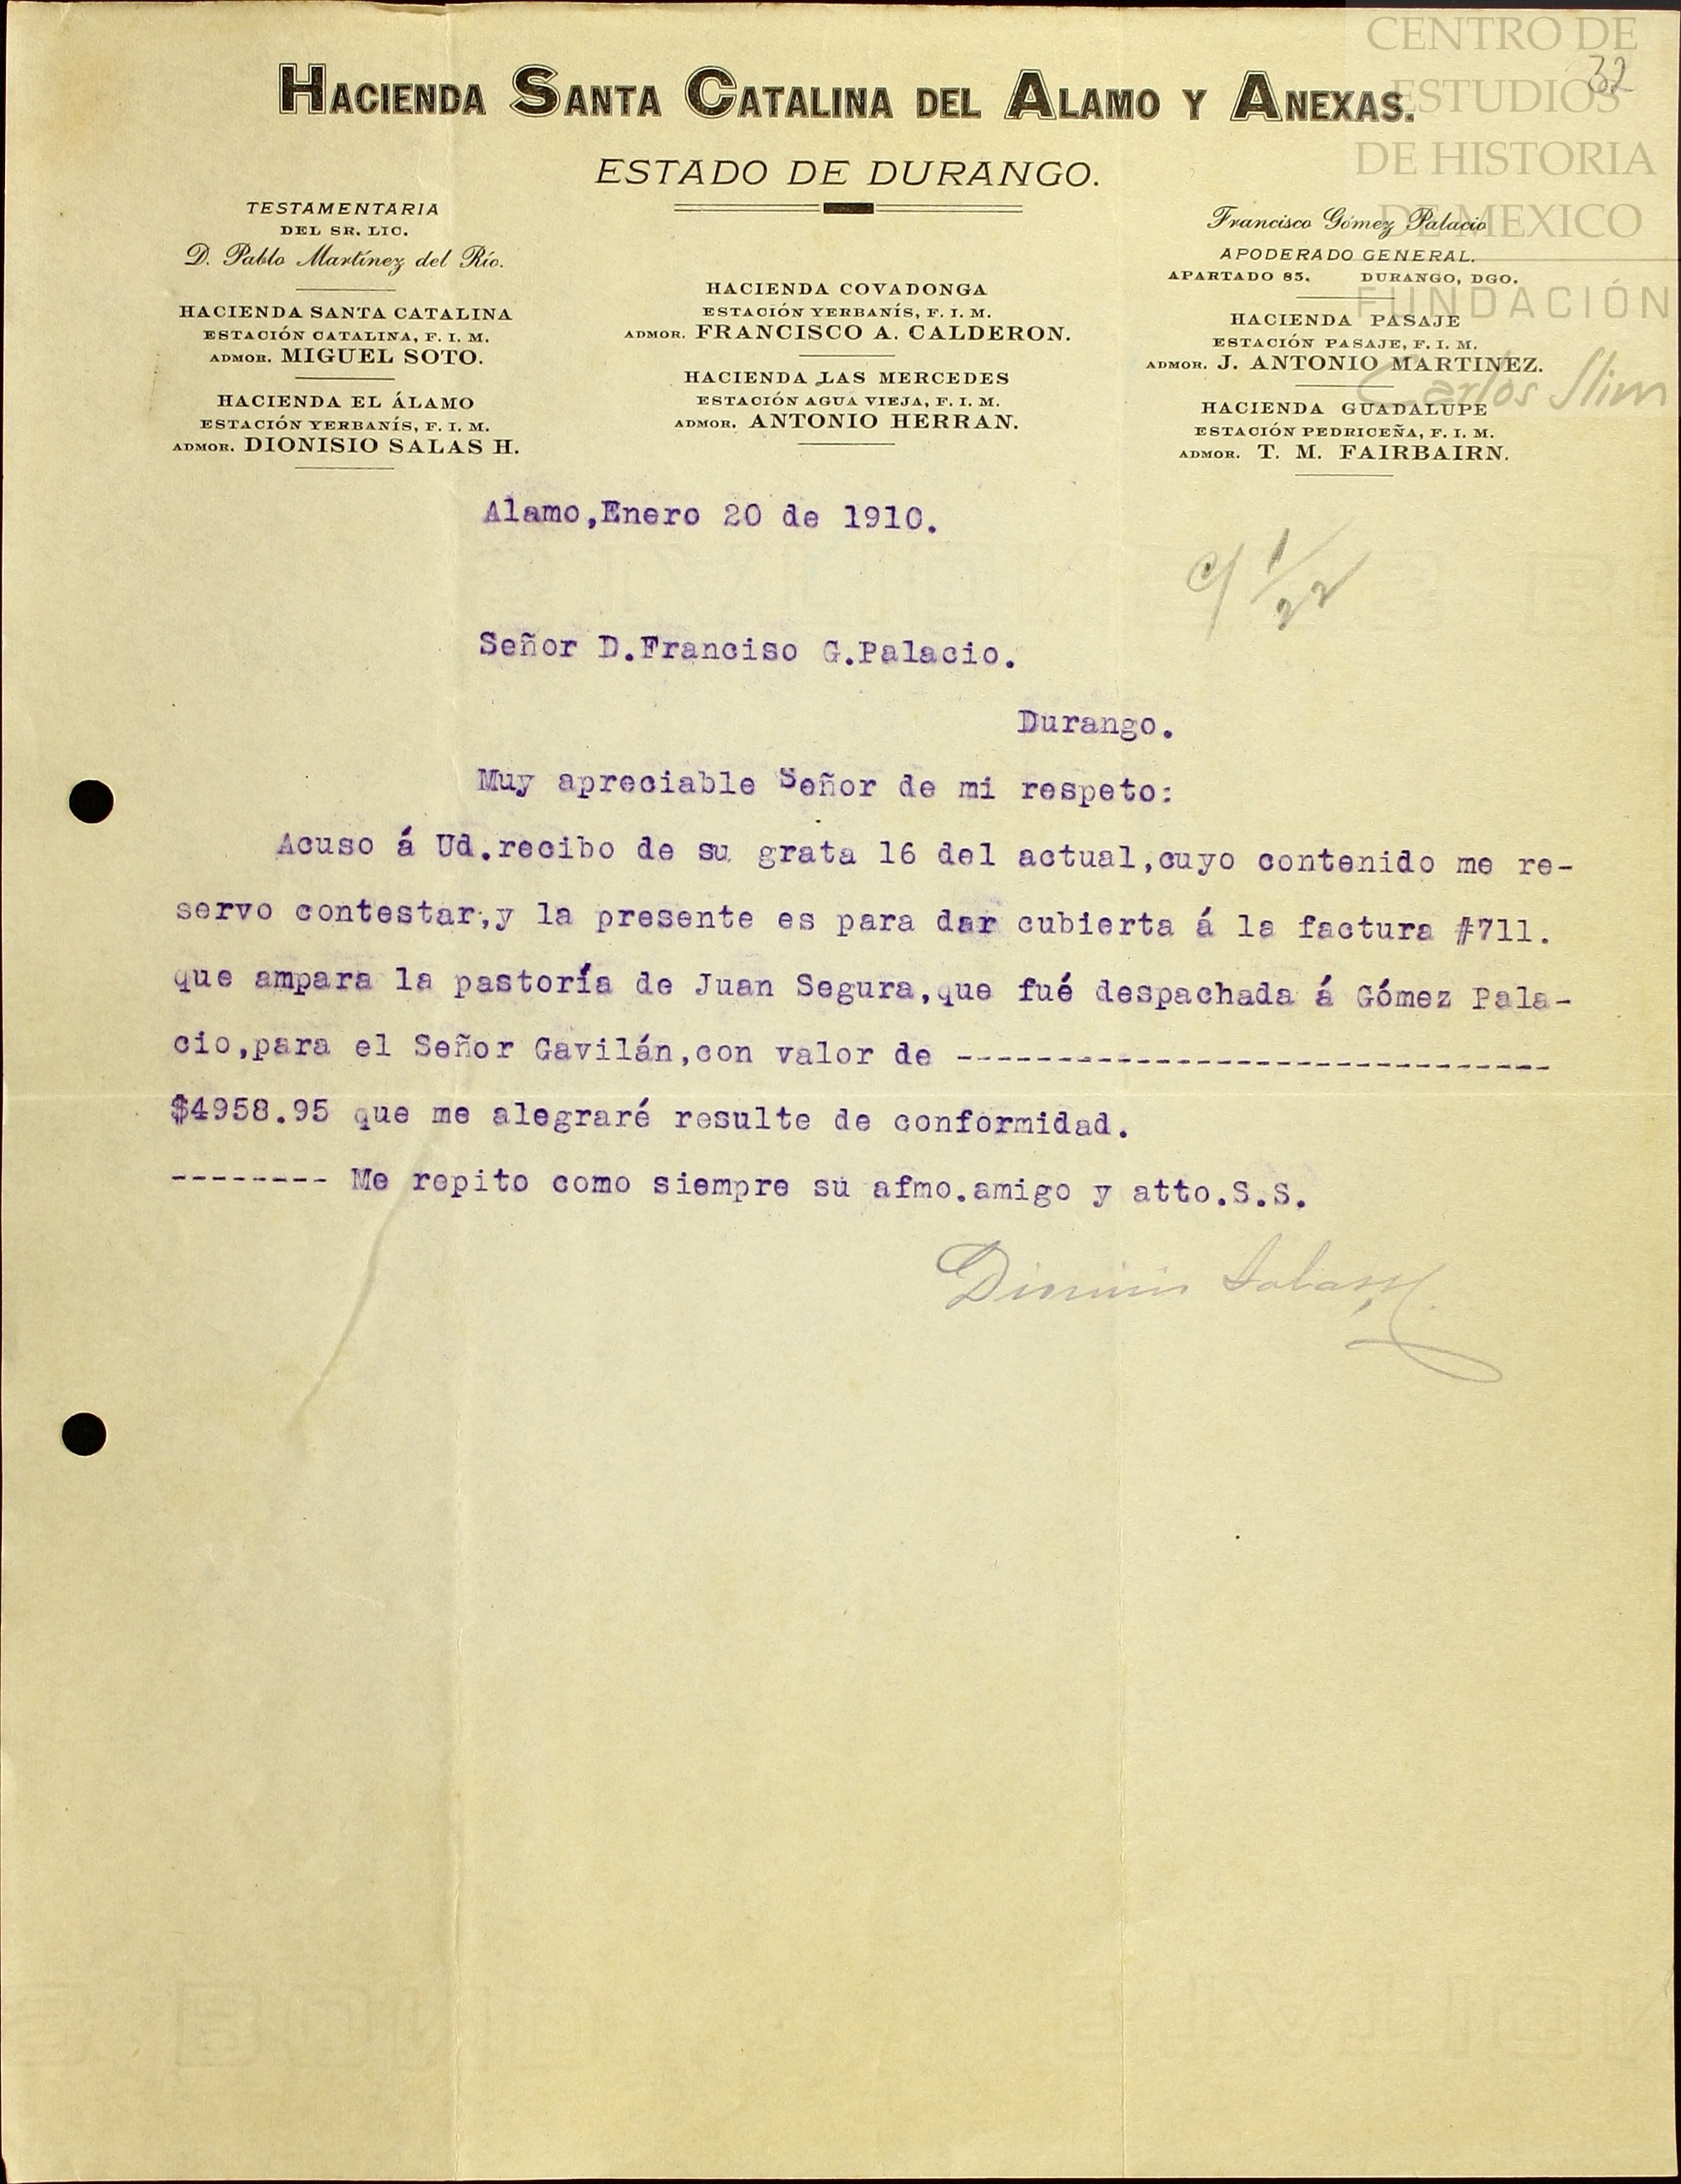 CENTRO DE
ESTUDIOS
DE HISTORIA
DE MEXICO
FUNDACIÓN
Carlos Slim
32
HACIENDA SANTA CATALINA DEL ALAMO Y ANEXAS.
ESTADO DE DURANGO.
TESTAMENTARIA
DEL SR. LIC.
D. Pablo Martínez del Río.
HACIENDA SANTA CATALINA
ESTACIÓN CATALINA, F. I. M.
ADMOR. MIGUEL SOTO.
HACIENDA EL ÁLAMO
ESTACIÓN YERBANÍS, F. I. M.
ADMOR. DIONISIO SALAS H.
HACIENDA COVADONGA
ESTACIÓN YERBANÍS, F. I. M.
ADMOR. FRANCISCO A. CALDERON.
HACIENDA LAS MERCEDES
ESTACIÓN AGUA VIEJA, F. I. M.
ADMOR. ANTONIO HERRAN.
Francisco Gómez Palacio
APODERADO GENERAL.
APARTADO 85. DURANGO, DGO.
HACIENDA PASAJE
ESTACIÓN PASAJE, F. I. M.
ADMOR. J. ANTONIO MARTINEZ.
HACIENDA GUADALUPE
ESTACIÓN PEDRICEÑA, F. I. M.
ADMOR. T. M. FAIRBAIRN.
Alamo,Enero 20 de 1910.
c/ 1/22
Señor D.Franciso G.Palacio.
Durango.
Muy apreciable Señor de mi respeto:
Acuso á Ud.recibo de su grata 16 del actual,cuyo contenido me re-
servo contestar,y la presente es para dar cubierta á la factura #711.
que ampara la pastoría de Juan Segura,que fué despachada á Gómez Pala-
cio,para el Señor Gavilán,con valor de ------------------------------
$4958.95 que me alegraré resulte de conformidad.
-------- Me repito como siempre su afmo.amigo y atto.S.S.
Dionisio Salas H.